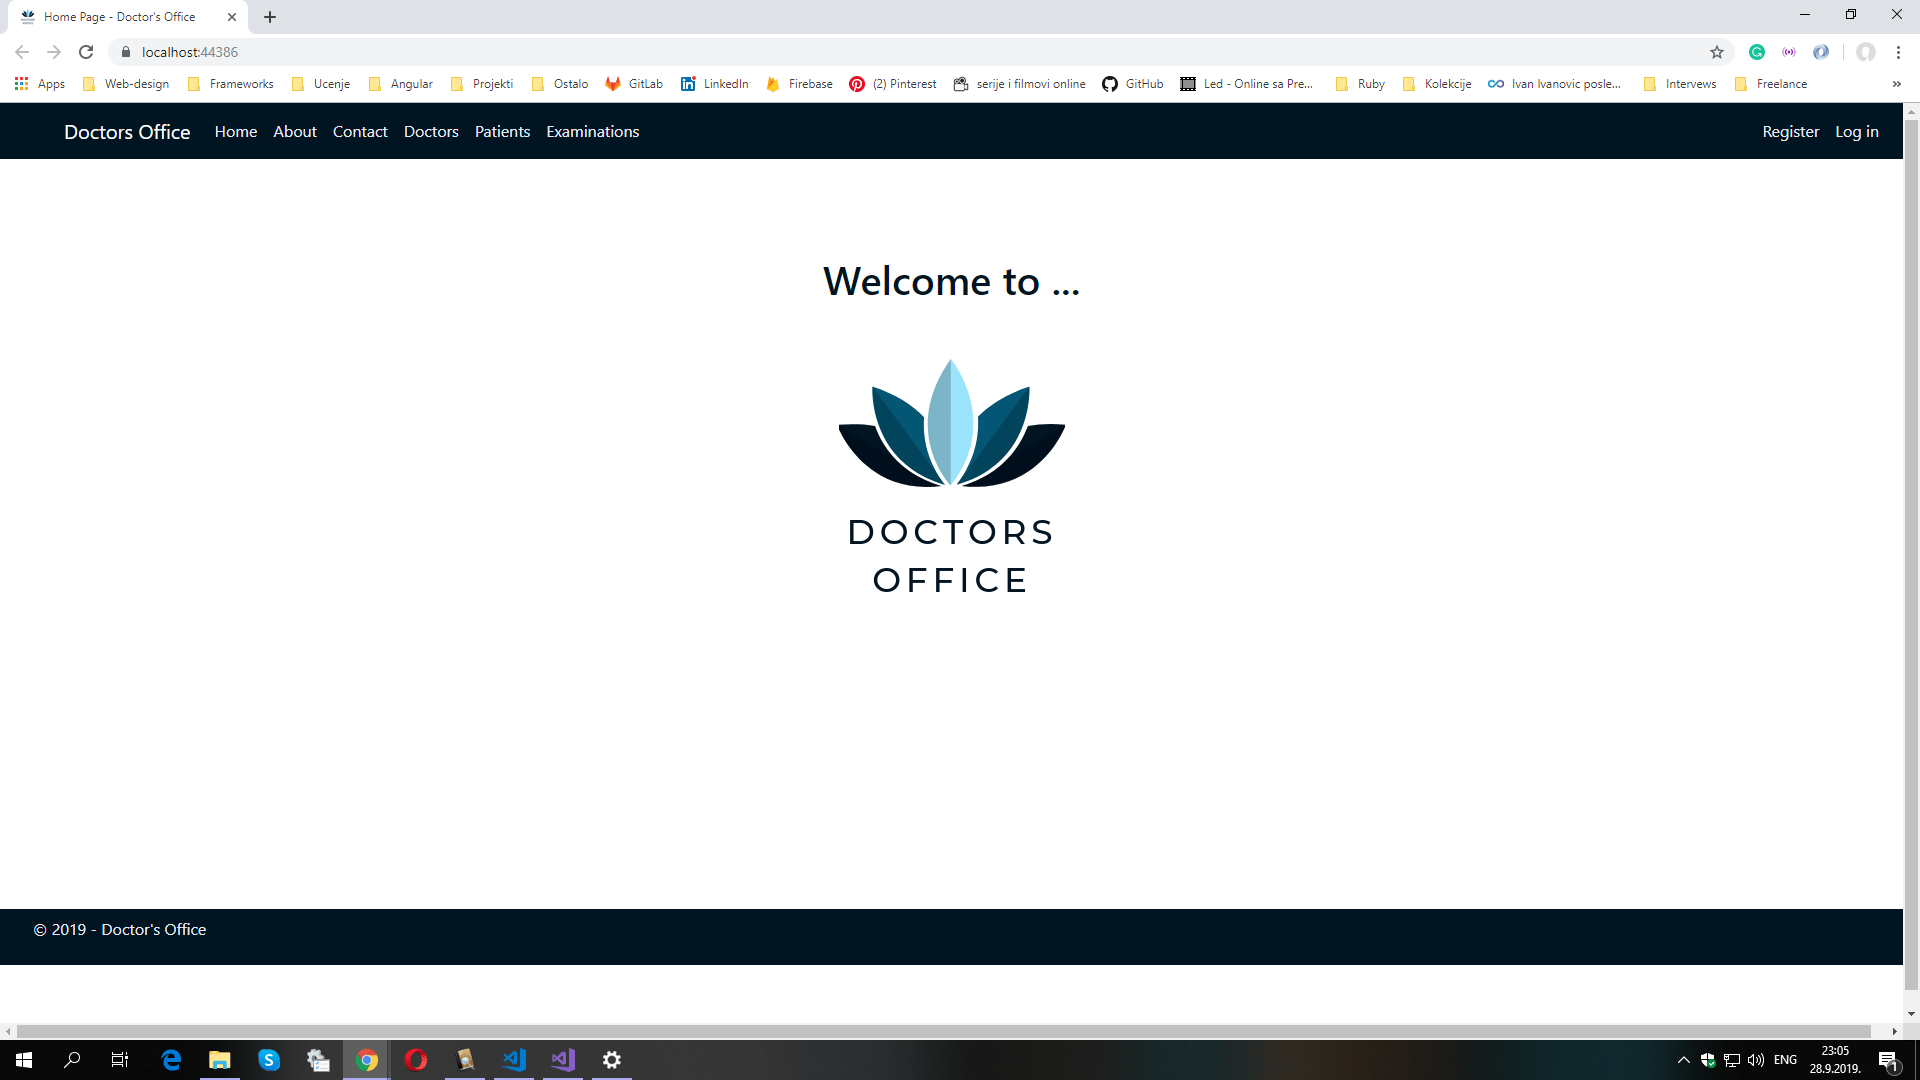 Home Page - Doctor's Office
localhost:44386
Apps Web-design Frameworks Ucenje Angular Projekti Ostalo GitLab LinkedIn Firebase (2) Pinterest serije i filmovi online GitHub Led - Online sa Pre... Ruby Kolekcije Ivan Ivanovic posle... Intervews Freelance »
Doctors Office Home About Contact Doctors Patients Examinations Register Log in
Welcome to ...
DOCTORS
OFFICE
© 2019 - Doctor's Office
ENG 23:05
28.9.2019.
1